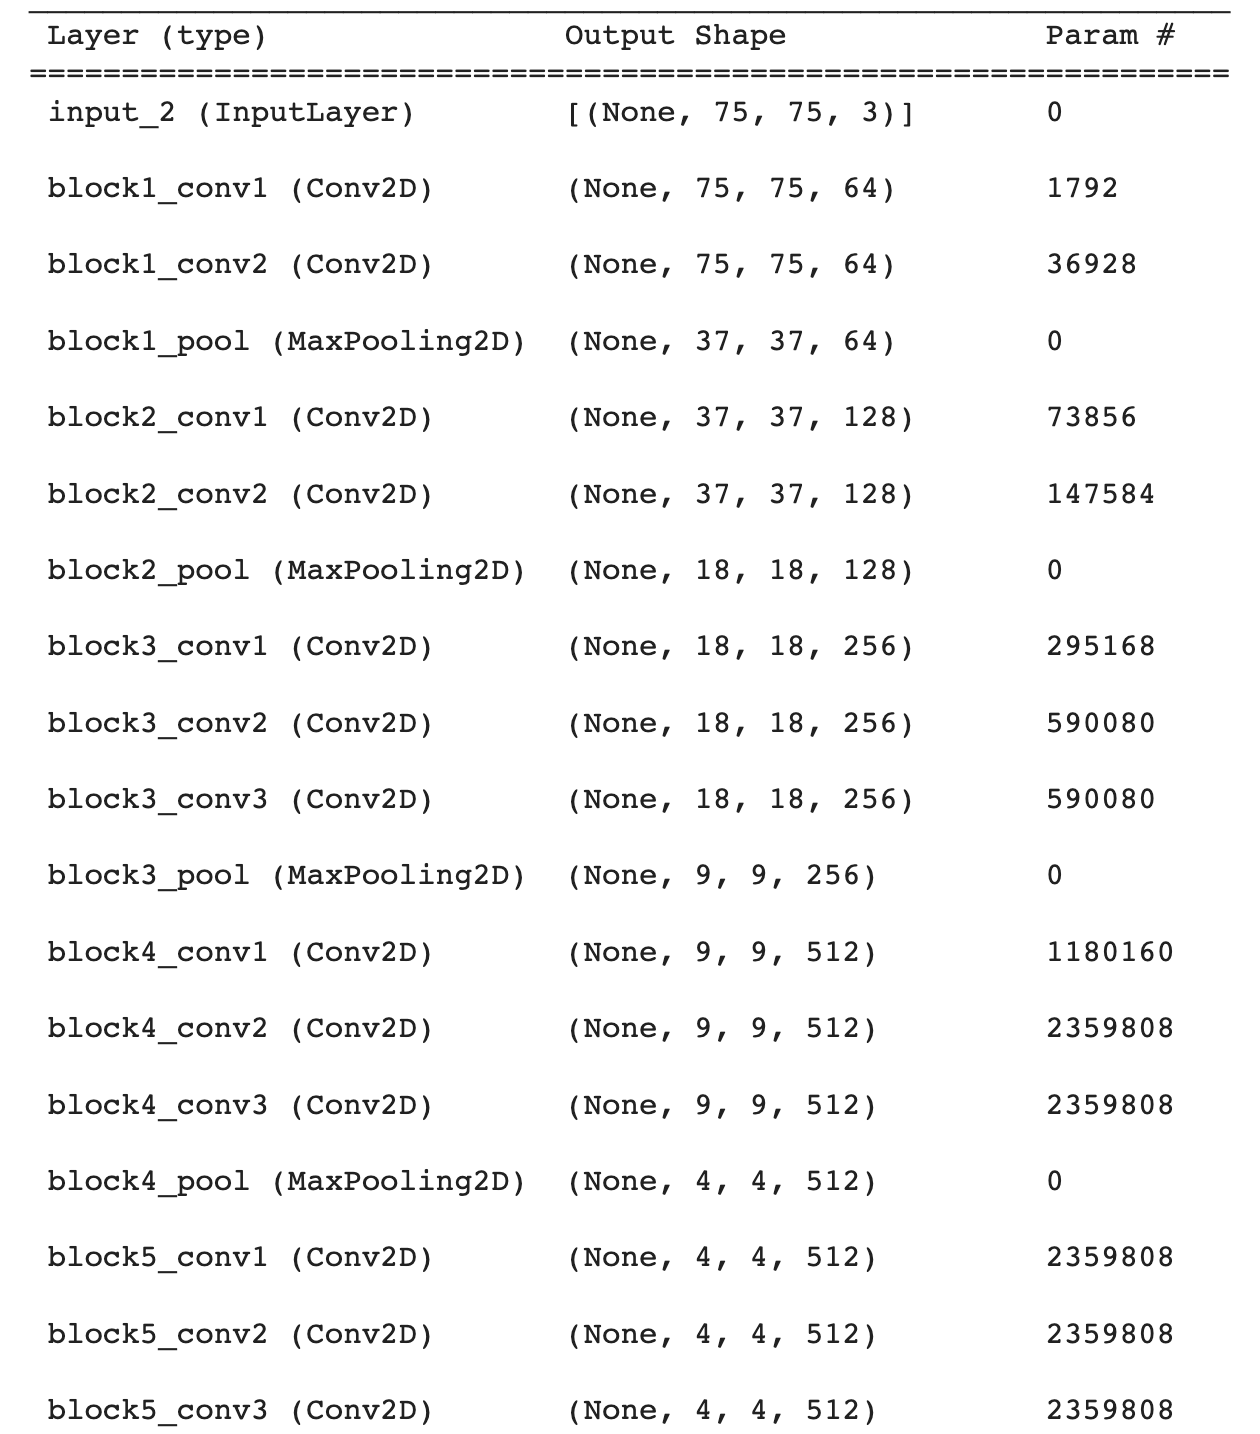 Layer (type) Output Shape Param #
=================================================================
input_2 (InputLayer) [(None, 75, 75, 3)] 0
block1_conv1 (Conv2D) (None, 75, 75, 64) 1792
block1_conv2 (Conv2D) (None, 75, 75, 64) 36928
block1_pool (MaxPooling2D) (None, 37, 37, 64) 0
block2_conv1 (Conv2D) (None, 37, 37, 128) 73856
block2_conv2 (Conv2D) (None, 37, 37, 128) 147584
block2_pool (MaxPooling2D) (None, 18, 18, 128) 0
block3_conv1 (Conv2D) (None, 18, 18, 256) 295168
block3_conv2 (Conv2D) (None, 18, 18, 256) 590080
block3_conv3 (Conv2D) (None, 18, 18, 256) 590080
block3_pool (MaxPooling2D) (None, 9, 9, 256) 0
block4_conv1 (Conv2D) (None, 9, 9, 512) 1180160
block4_conv2 (Conv2D) (None, 9, 9, 512) 2359808
block4_conv3 (Conv2D) (None, 9, 9, 512) 2359808
block4_pool (MaxPooling2D) (None, 4, 4, 512) 0
block5_conv1 (Conv2D) (None, 4, 4, 512) 2359808
block5_conv2 (Conv2D) (None, 4, 4, 512) 2359808
block5_conv3 (Conv2D) (None, 4, 4, 512) 2359808